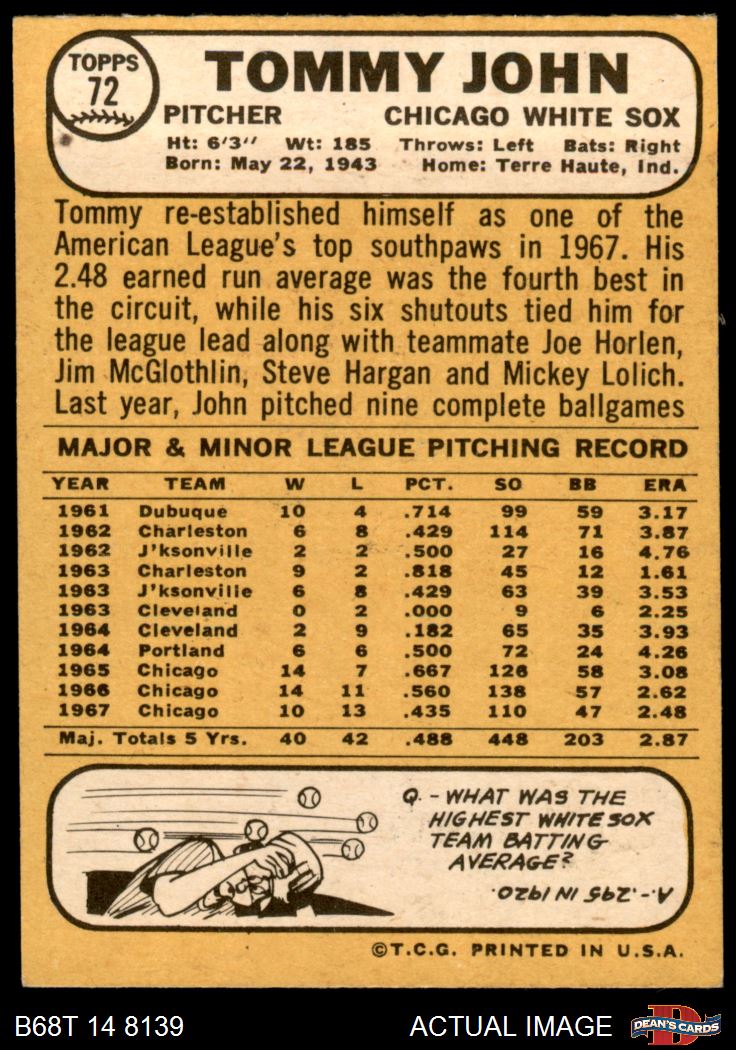 TOPPS
72
TOMMY JOHN
PITCHER CHICAGO WHITE SOX
Ht: 6'3" Wt: 185 Throws: Left Bats: Right
Born: May 22, 1943 Home: Terre Haute, Ind.
Tommy re-established himself as one of the
American League's top southpaws in 1967. His
2.48 earned run average was the fourth best in
the circuit, while his six shutouts tied him for
the league lead along with teammate Joe Horlen,
Jim McGlothlin, Steve Hargan and Mickey Lolich.
Last year, John pitched nine complete ballgames
MAJOR & MINOR LEAGUE PITCHING RECORD
YEAR TEAM W L PCT. SO BB ERA
1961 Dubuque 10 4 .714 99 59 3.17
1962 Charleston 6 8 .429 114 71 3.87
1962 J'ksonville 2 2 .500 27 16 4.76
1963 Charleston 9 2 .818 45 12 1.61
1963 J'ksonville 6 8 .429 63 39 3.53
1963 Cleveland 0 2 .000 9 6 2.25
1964 Cleveland 2 9 .182 65 35 3.93
1964 Portland 6 6 .500 72 24 4.26
1965 Chicago 14 7 .667 126 58 3.08
1966 Chicago 14 11 .560 138 57 2.62
1967 Chicago 10 13 .435 110 47 2.48
Maj. Totals 5 Yrs. 40 42 .488 448 203 2.87
Q.-WHAT WAS THE
HIGHEST WHITE SOX
TEAM BATTING
AVERAGE?
A.-.295 IN 1920.
©T.C.G. PRINTED IN U.S.A.
B68T 14 8139 ACTUAL IMAGE
DEAN'S CARDS